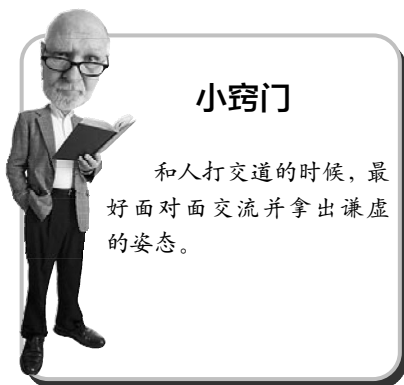 小窍门
和人打交道的时候，最
好面对面交流并拿出谦虚
的姿态。